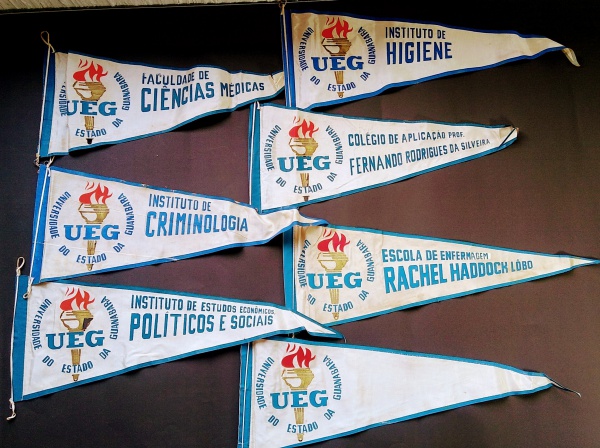 UNIVERSIDADE DO ESTADO DA GUANABARA
UEG
INSTITUTO DE
HIGIENE
UNIVERSIDADE DO ESTADO DA GUANABARA
UEG
FACULDADE DE
CIÊNCIAS MÉDICAS
UNIVERSIDADE DO ESTADO DA GUANABARA
UEG
COLÉGIO DE APLICAÇÃO PROF.
FERNANDO RODRIGUES DA SILVEIRA
UNIVERSIDADE DO ESTADO DA GUANABARA
UEG
INSTITUTO DE
CRIMINOLOGIA
UNIVERSIDADE DO ESTADO DA GUANABARA
UEG
ESCOLA DE ENFERMAGEM
RACHEL HADDOCK LÔBO
UNIVERSIDADE DO ESTADO DA GUANABARA
UEG
INSTITUTO DE ESTUDOS ECONÔMICOS,
POLÍTICOS E SOCIAIS
UNIVERSIDADE DO ESTADO DA GUANABARA
UEG